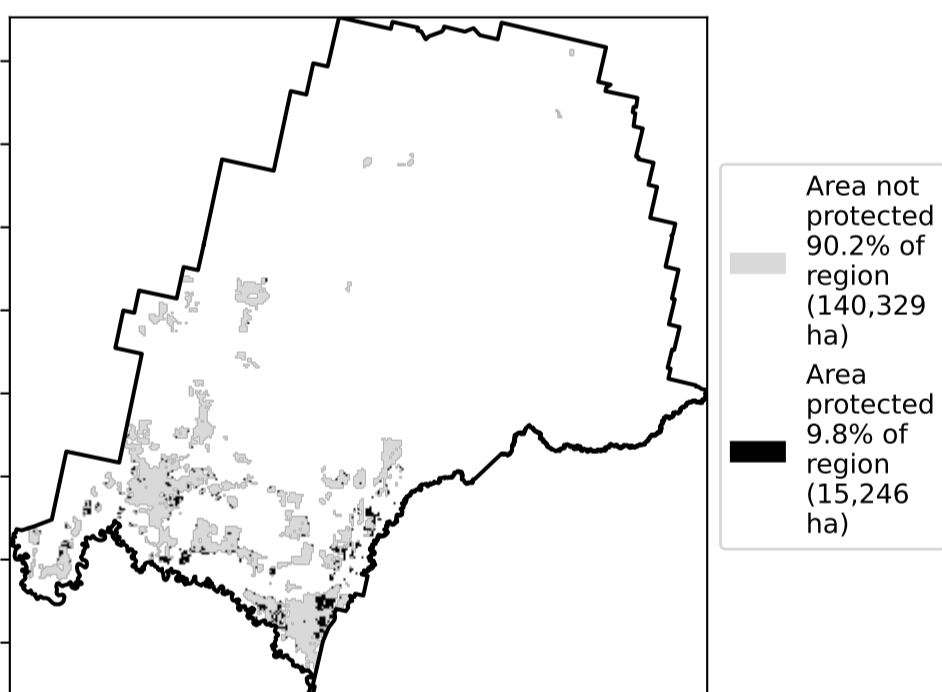 Area not
protected
90.2% of
region
(140,329
ha)
Area
protected
9.8% of
region
(15,246
ha)